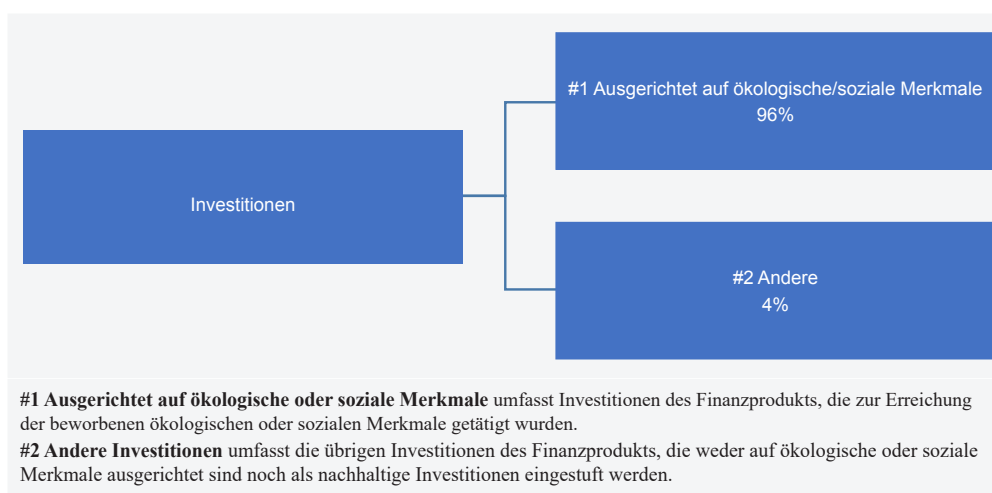 #1 Ausgerichtet auf ökologische/soziale Merkmale
96%
Investitionen
#2 Andere
4%
#1 Ausgerichtet auf ökologische oder soziale Merkmale umfasst Investitionen des Finanzprodukts, die zur Erreichung
der beworbenen ökologischen oder sozialen Merkmale getätigt wurden.
#2 Andere Investitionen umfasst die übrigen Investitionen des Finanzprodukts, die weder auf ökologische oder soziale
Merkmale ausgerichtet sind noch als nachhaltige Investitionen eingestuft werden.